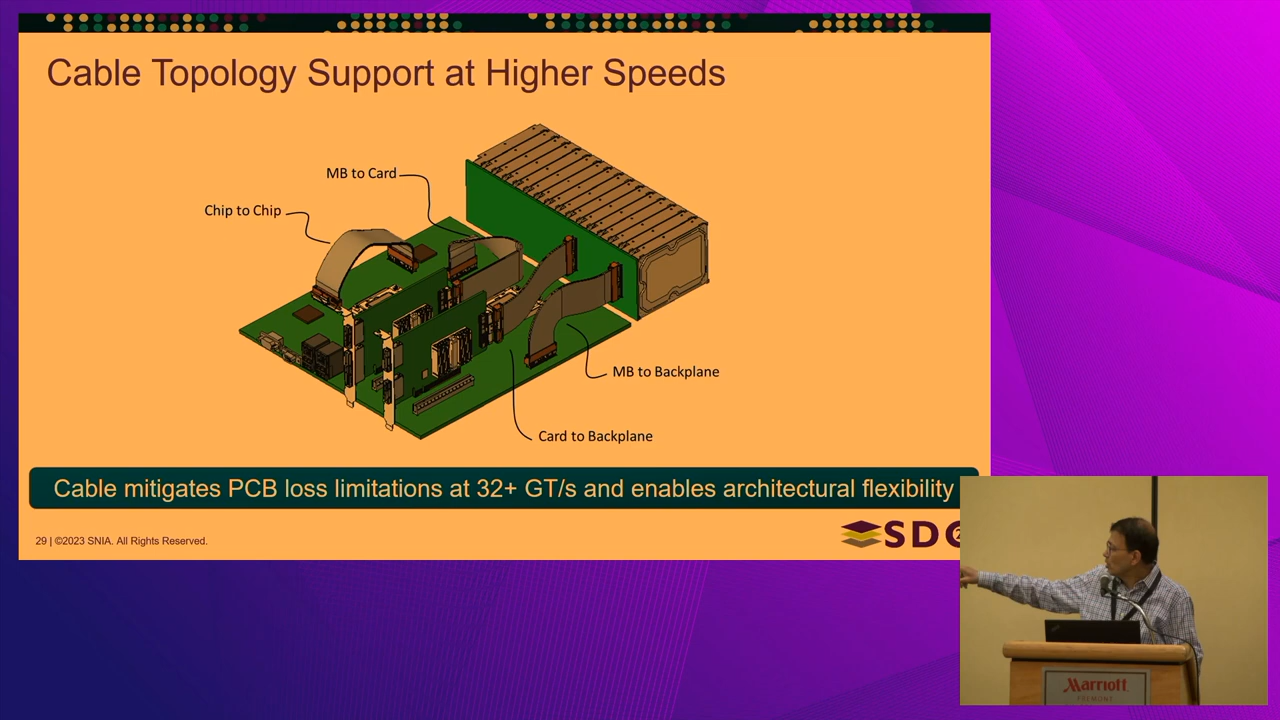 Cable Topology Support at Higher Speeds
MB to Card
Chip to Chip
MB to Backplane
Card to Backplane
Cable mitigates PCB loss limitations at 32+ GT/s and enables architectural flexibility
29 | ©2023 SNIA. All Rights Reserved.
SDC
Marriott
FREMONT